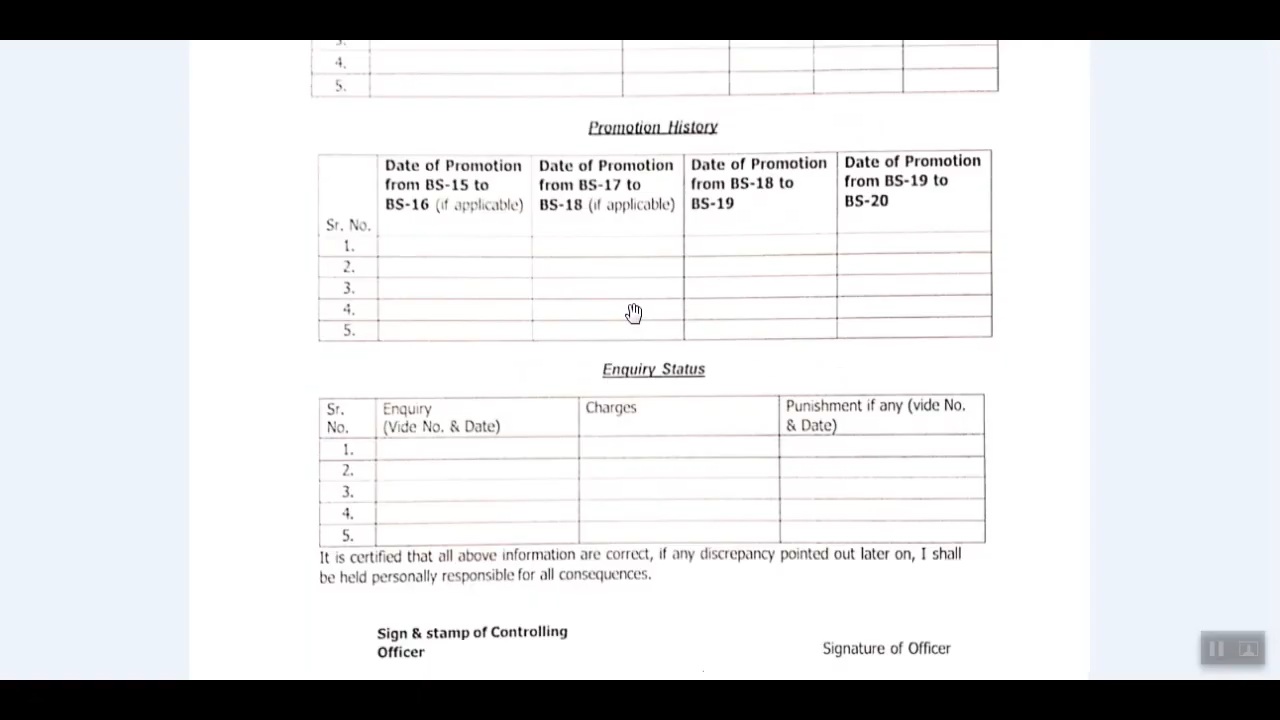 3.
4.
5.
Promotion History
Sr. No.
Date of Promotion
from BS-15 to
BS-16 (if applicable)
Date of Promotion
from BS-17 to
BS-18 (if applicable)
Date of Promotion
from BS-18 to
BS-19
Date of Promotion
from BS-19 to
BS-20
1.
2.
3.
4.
5.
Enquiry Status
Sr.
No.
Enquiry
(Vide No. & Date)
Charges
Punishment if any (vide No.
& Date)
1.
2.
3.
4.
5.
It is certified that all above information are correct, if any discrepancy pointed out later on, I shall
be held personally responsible for all consequences.
Sign & stamp of Controlling
Officer
Signature of Officer